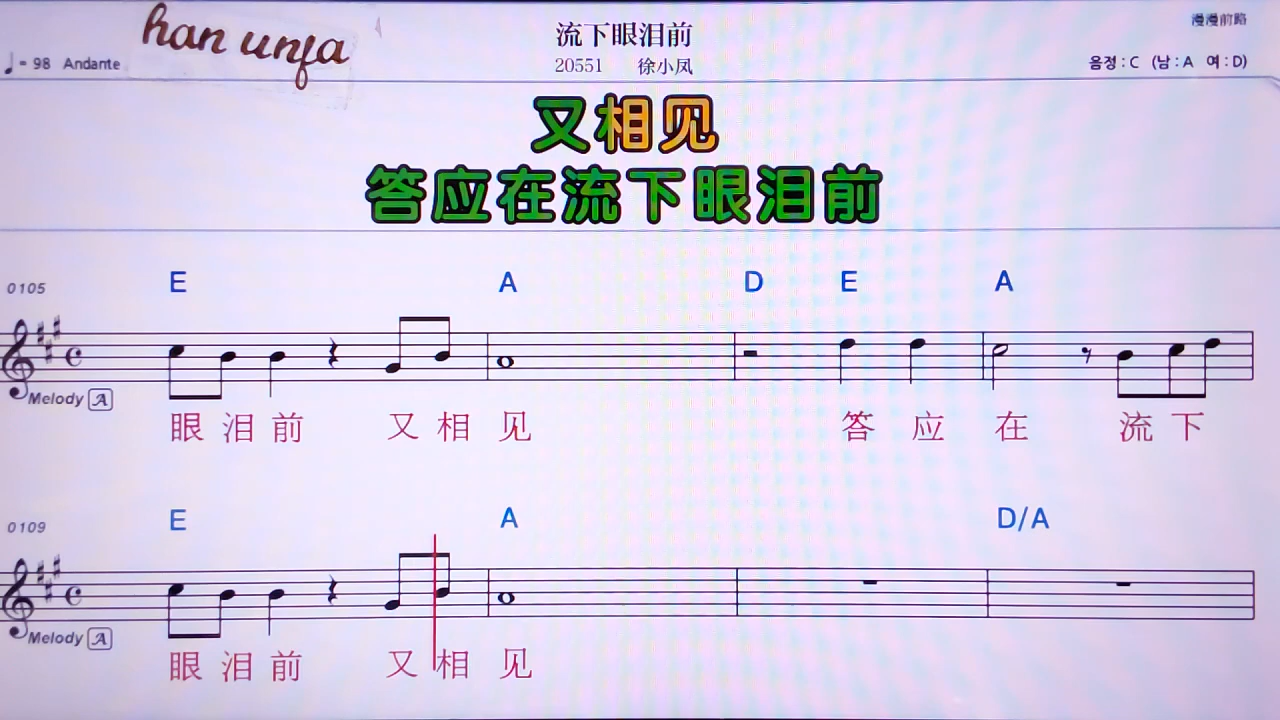 han unfa
流下眼泪前
漫漫前路
♩= 98 Andante
20551 徐小凤
음정 : C (남 : A 여 : D)
又相见
答应在流下眼泪前
E A D E A
0105
Melody A
眼 泪 前 又 相 见 答 应 在 流 下
E A D/A
0109
Melody A
眼 泪 前 又 相 见